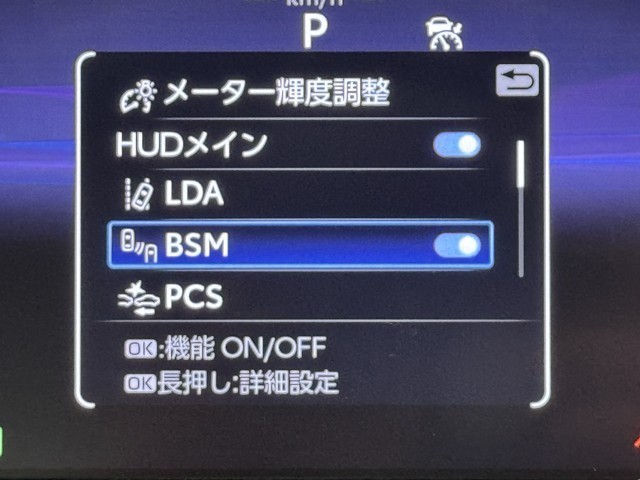 km/h
P
メーター輝度調整
HUDメイン
LDA
BSM
PCS
OK:機能 ON/OFF
OK長押し:詳細設定